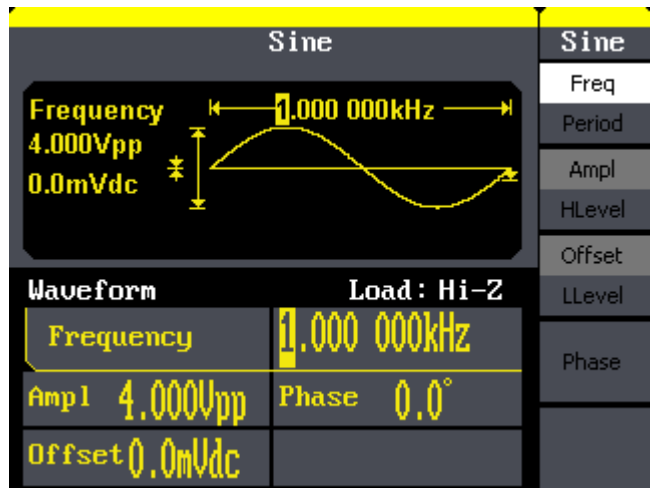 Sine
Frequency
1.000 000kHz
4.000Vpp
0.0mVdc
Waveform
Load: Hi-Z
Frequency
1.000 000kHz
Ampl 4.000Vpp
Phase 0.0°
Offset 0.0mVdc
Sine
Freq
Period
Ampl
HLevel
Offset
LLevel
Phase